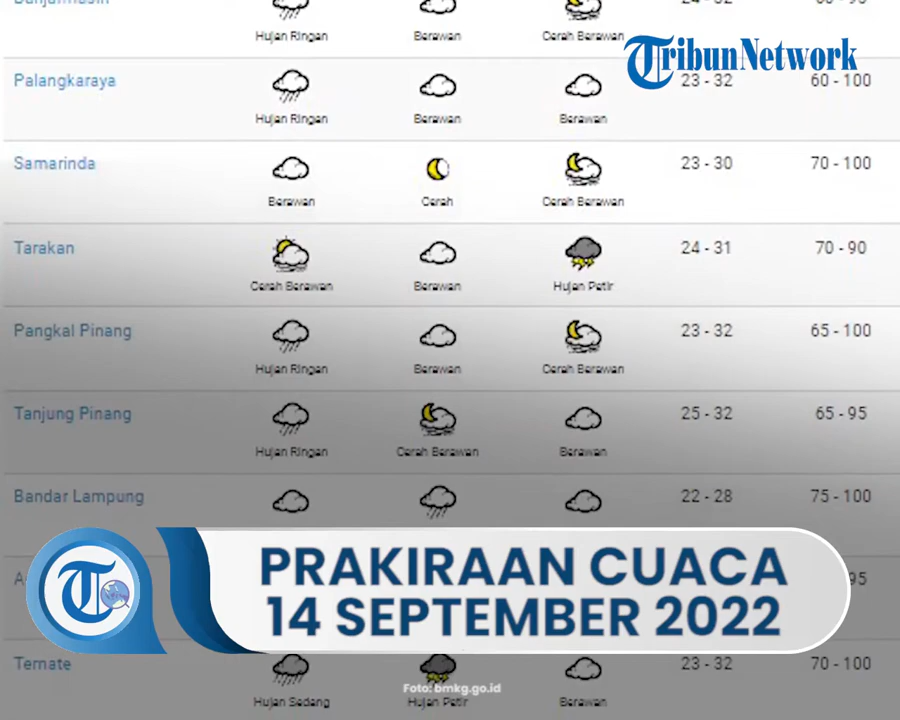 Banjarmasin
Hujan Ringan Berawan Cerah Berawan
TribunNetwork
Palangkaraya 23 - 32 60 - 100
Hujan Ringan Berawan Berawan
Samarinda 23 - 30 70 - 100
Berawan Cerah Cerah Berawan
Tarakan 24 - 31 70 - 90
Cerah Berawan Berawan Hujan Petir
Pangkal Pinang 23 - 32 65 - 100
Hujan Ringan Berawan Cerah Berawan
Tanjung Pinang 25 - 32 65 - 95
Hujan Ringan Cerah Berawan Berawan
Bandar Lampung 22 - 28 75 - 100
PRAKIRAAN CUACA
14 SEPTEMBER 2022
Ternate 23 - 32 70 - 100
Foto: bmkg.go.id
Hujan Sedang Hujan Petir Berawan